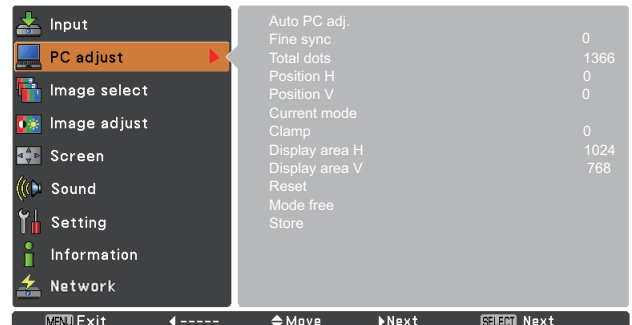 Input
PC adjust
Image select
Image adjust
Screen
Sound
Setting
Information
Network
Auto PC adj.
Fine sync 0
Total dots 1366
Position H 0
Position V 0
Current mode
Clamp 0
Display area H 1024
Display area V 768
Reset
Mode free
Store
MENU Exit ----- Move Next SELECT Next